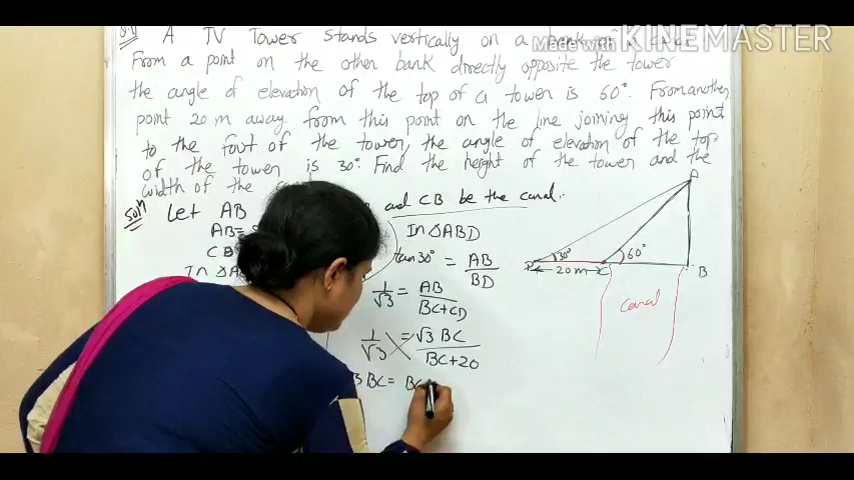 Made with KINEMASTER
A TV Tower stands vertically on a bank of a canal.
From a point on the other bank directly opposite the tower
the angle of elevation of the top of a tower is 60°. From another
point 20 m away from this point on the line joining this point
to the foot of the tower, the angle of elevation of the top
of the tower is 30°. Find the height of the tower and the
width of the
Soln Let AB and CB be the canal.
AB=
CB
In ΔA
In ΔABD
tan30° = AB/BD
1/√3 = AB/BC+CD
1/√3 = √3 BC/BC+20
3 BC = BC
A
30°
60°
D
20m
C
B
canal